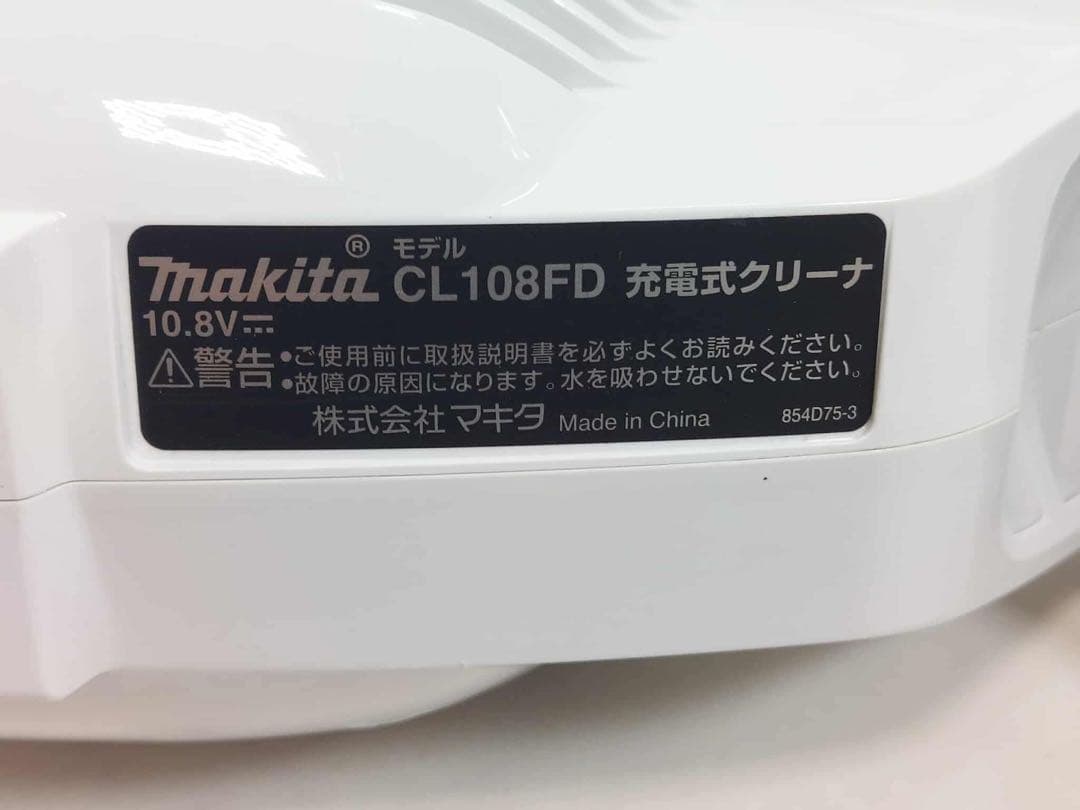 makita® モデル CL108FD 充電式クリーナ
10.8V⎓
⚠警告 •ご使用前に取扱説明書を必ずよくお読みください。
•故障の原因になります。水を吸わせないでください。
株式会社マキタ Made in China 854D75-3